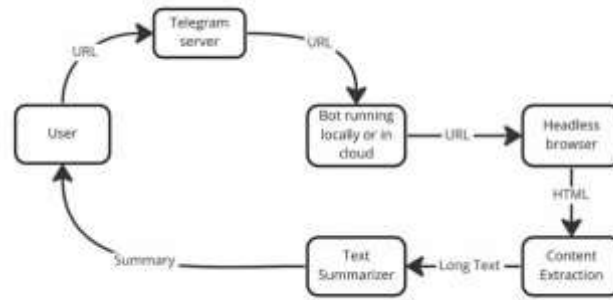 Telegram
server
URL
URL
User
Bot running
locally or in
cloud
URL
Headless
browser
HTML
Summary
Text
Summarizer
Long Text
Content
Extraction